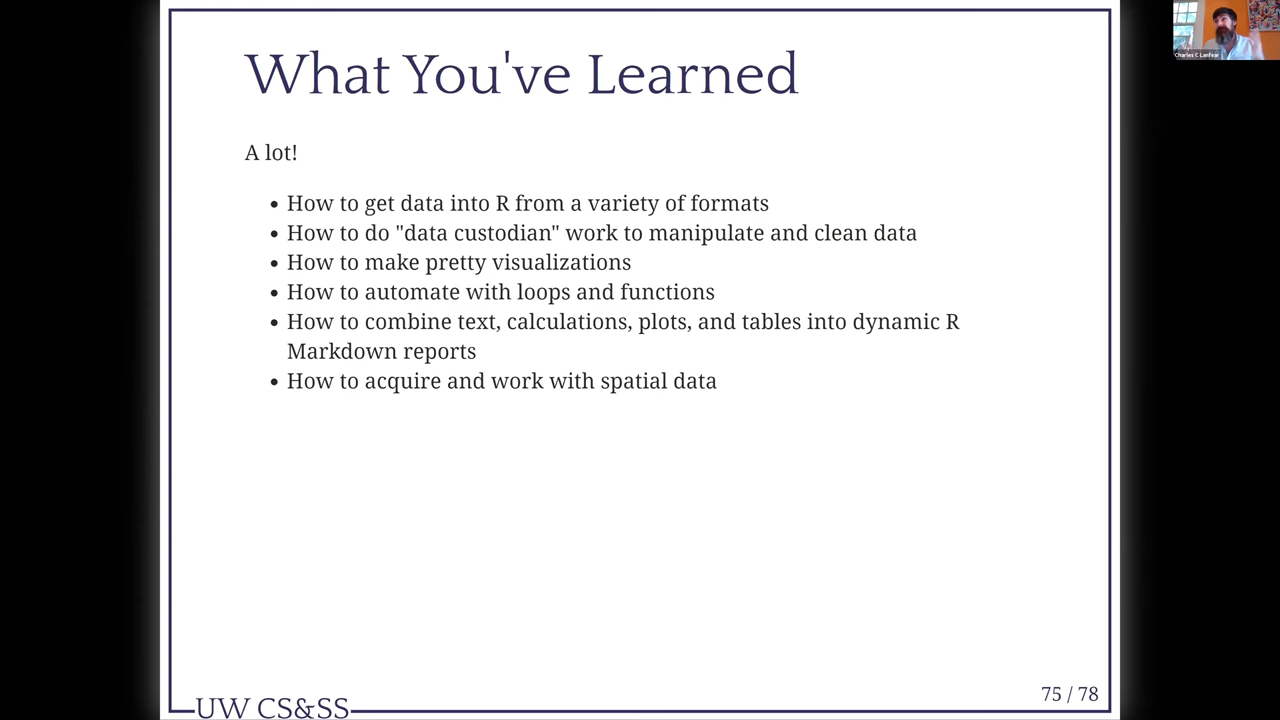 What You've Learned
A lot!
• How to get data into R from a variety of formats
• How to do "data custodian" work to manipulate and clean data
• How to make pretty visualizations
• How to automate with loops and functions
• How to combine text, calculations, plots, and tables into dynamic R
Markdown reports
• How to acquire and work with spatial data
UW CS&SS
75 / 78
Charles C Lanfear